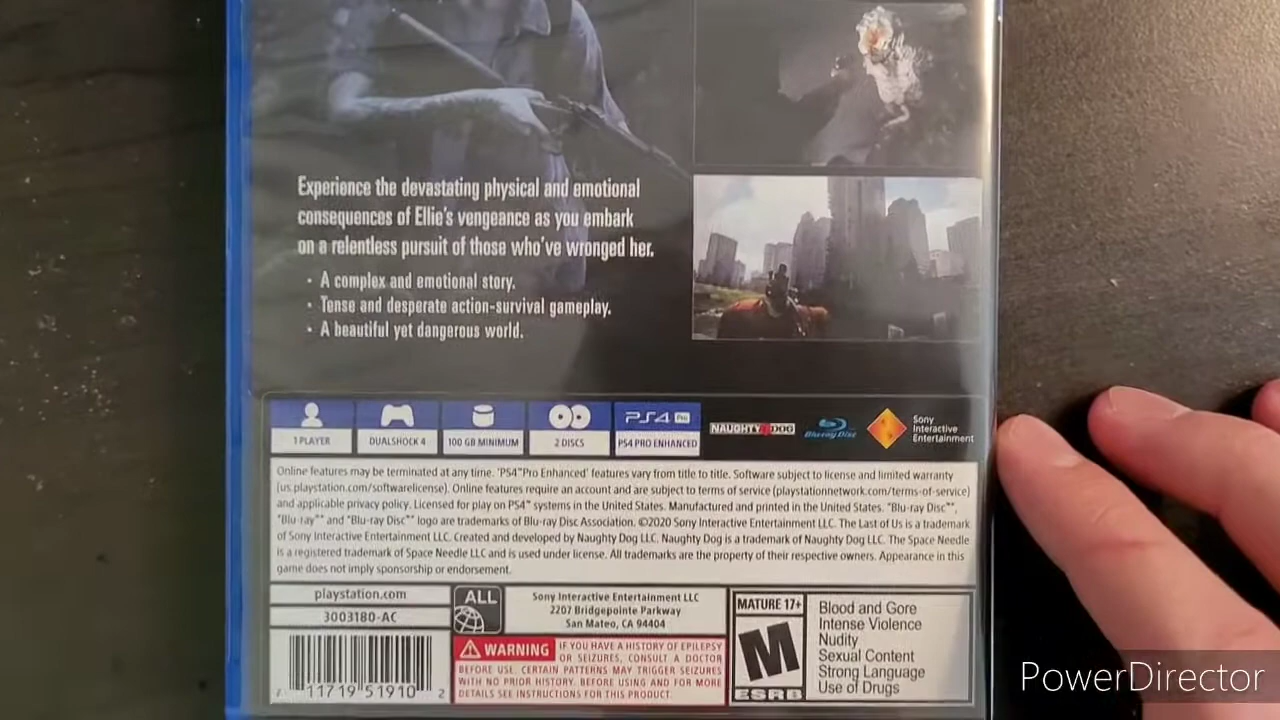 Experience the devastating physical and emotional
consequences of Ellie's vengeance as you embark
on a relentless pursuit of those who've wronged her.
• A complex and emotional story.
• Tense and desperate action-survival gameplay.
• A beautiful yet dangerous world.
1 PLAYER
DUALSHOCK 4
100 GB MINIMUM
2 DISCS
PS4 Pro
PS4 PRO ENHANCED
NAUGHTY DOG
Blu-ray Disc
Sony
Interactive
Entertainment
Online features may be terminated at any time. 'PS4™Pro Enhanced' features vary from title to title. Software subject to license and limited warranty
(us.playstation.com/softwarelicense). Online features require an account and are subject to terms of service (playstationnetwork.com/terms-of-service)
and applicable privacy policy. Licensed for play on PS4™ systems in the United States. Manufactured and printed in the United States. "Blu-ray Disc™",
"Blu-ray™" and "Blu-ray Disc™" logo are trademarks of Blu-ray Disc Association. ©2020 Sony Interactive Entertainment LLC. The Last of Us is a trademark
of Sony Interactive Entertainment LLC. Created and developed by Naughty Dog LLC. Naughty Dog is a trademark of Naughty Dog LLC. The Space Needle
is a registered trademark of Space Needle LLC and is used under license. All trademarks are the property of their respective owners. Appearance in this
game does not imply sponsorship or endorsement.
playstation.com
3003180-AC
7 11719 51910 2
ALL
Sony Interactive Entertainment LLC
2207 Bridgepointe Parkway
San Mateo, CA 94404
WARNING
IF YOU HAVE A HISTORY OF EPILEPSY
OR SEIZURES, CONSULT A DOCTOR
BEFORE USE. CERTAIN PATTERNS MAY TRIGGER SEIZURES
WITH NO PRIOR HISTORY. BEFORE USING AND FOR MORE
DETAILS SEE INSTRUCTIONS FOR THIS PRODUCT.
MATURE 17+
M
ESRB
Blood and Gore
Intense Violence
Nudity
Sexual Content
Strong Language
Use of Drugs
PowerDirector